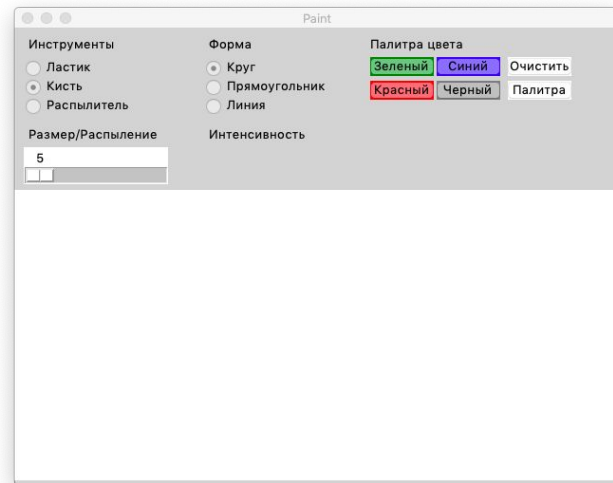 Paint
Инструменты Форма Палитра цвета
Ластик Круг Зеленый Синий Очистить
Кисть Прямоугольник Красный Черный Палитра
Распылитель Линия
Размер/Распыление Интенсивность
5